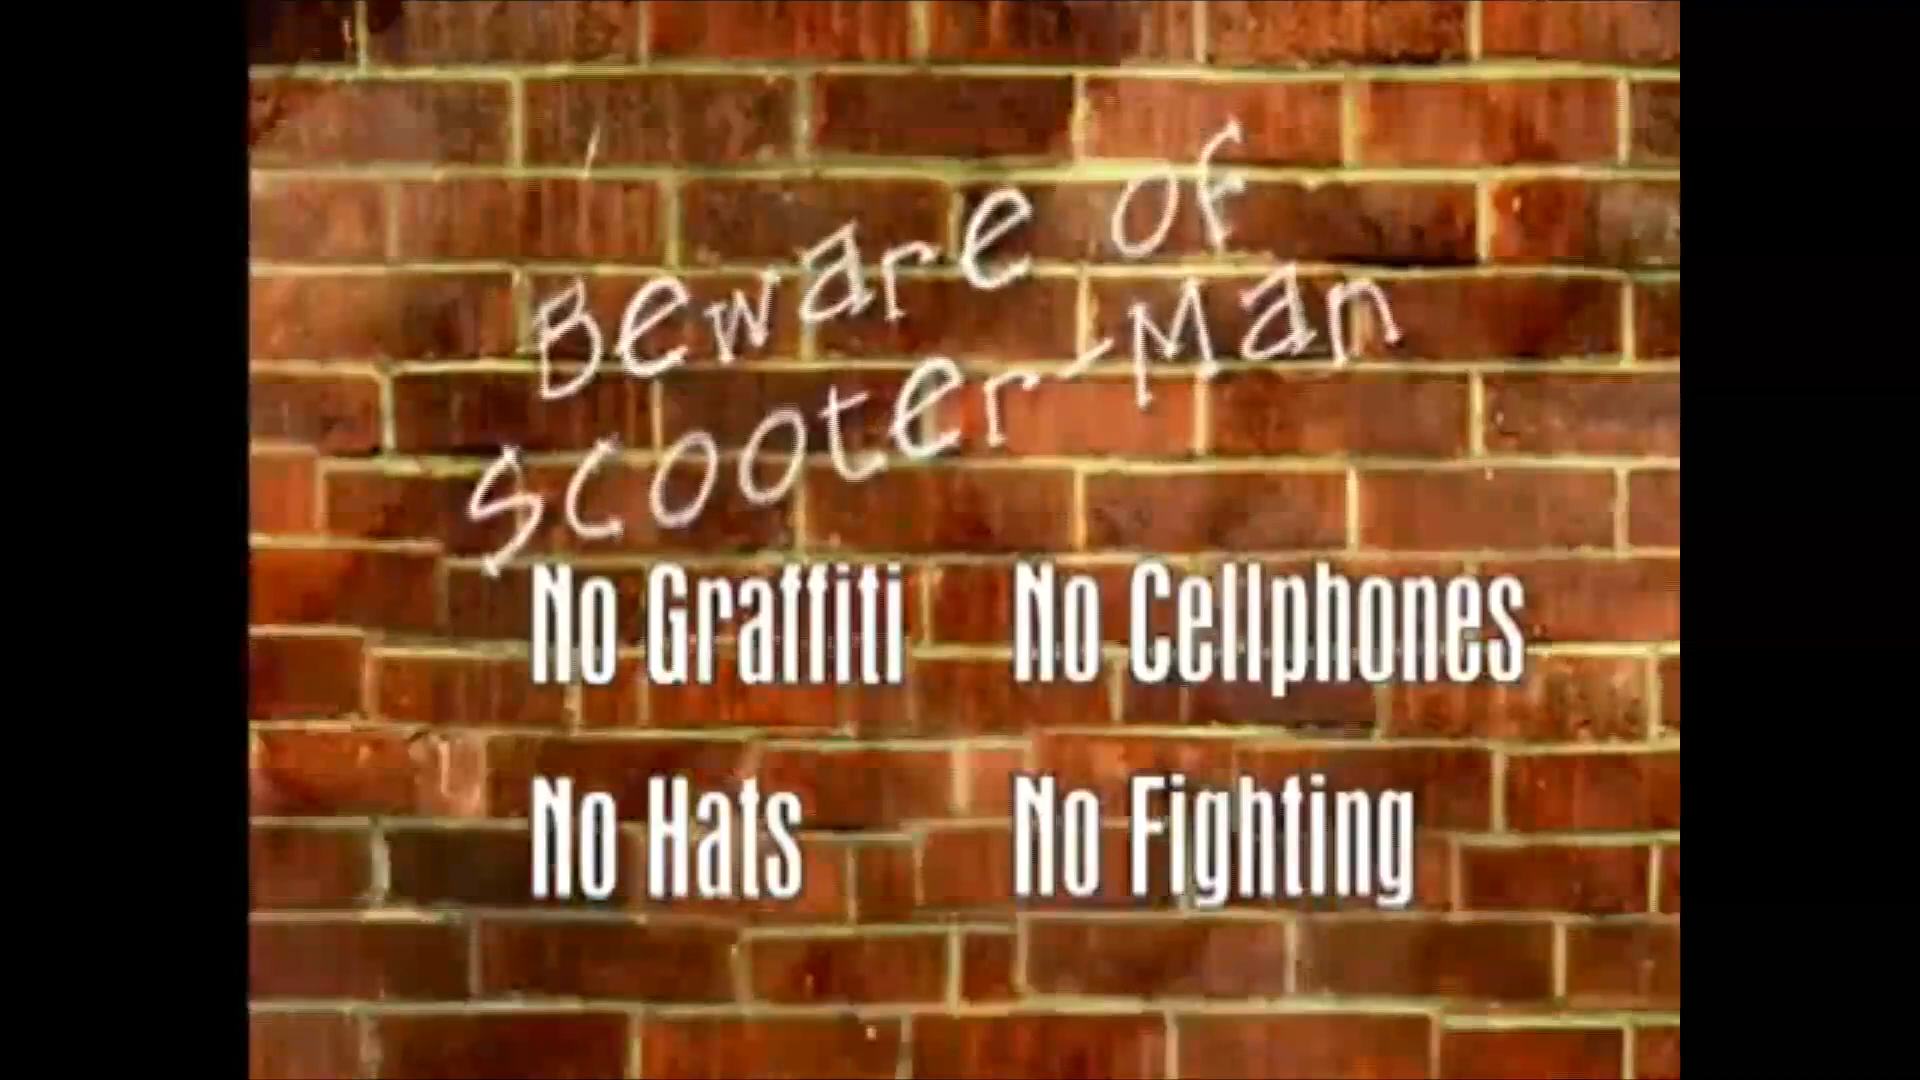 Beware of
Scooter-Man
No Graffiti
No Cellphones
No Hats
No Fighting